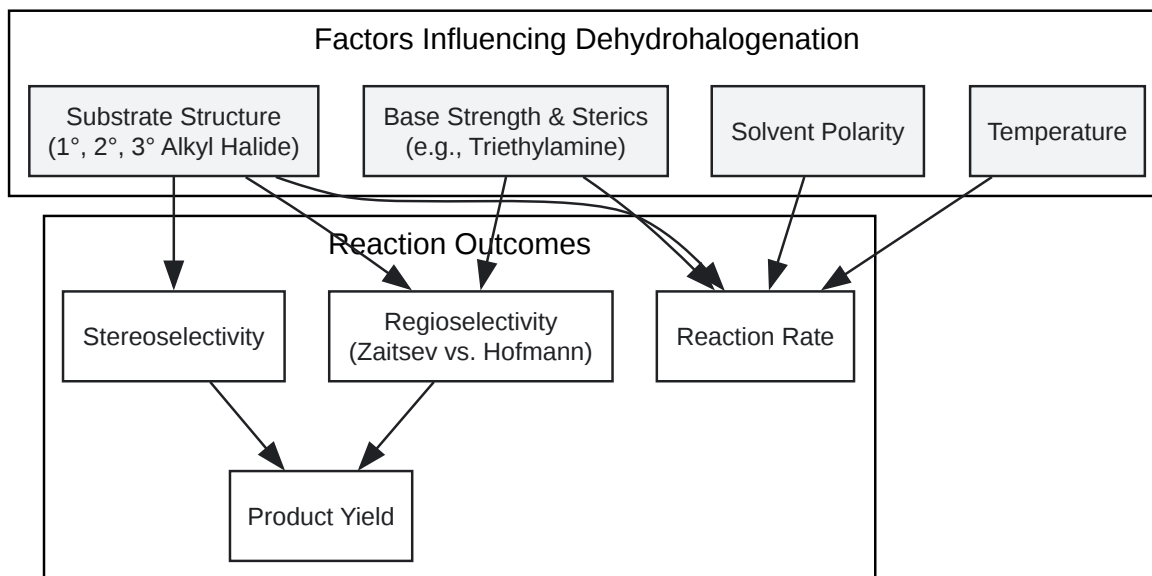 Factors Influencing Dehydrohalogenation
Substrate Structure
(1°, 2°, 3° Alkyl Halide)
Base Strength & Sterics
(e.g., Triethylamine)
Solvent Polarity
Temperature
Reaction Outcomes
Stereoselectivity
Regioselectivity
(Zaitsev vs. Hofmann)
Reaction Rate
Product Yield